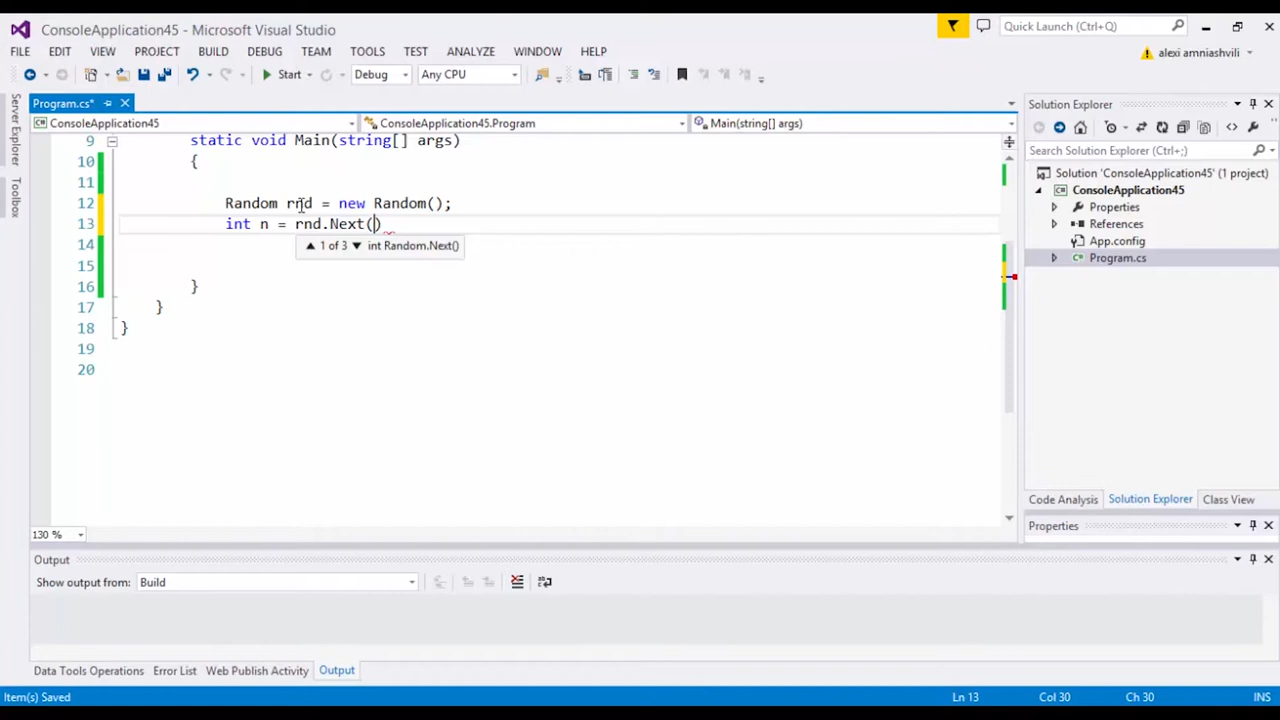 ConsoleApplication45 - Microsoft Visual Studio
Quick Launch (Ctrl+Q)
FILE EDIT VIEW PROJECT BUILD DEBUG TEAM TOOLS TEST ANALYZE WINDOW HELP
alexi amniashvili
Start Debug Any CPU
Server Explorer
Toolbox
Program.cs*
ConsoleApplication45 ConsoleApplication45.Program Main(string[] args)
9 static void Main(string[] args)
10 {
11
12 Random rnd = new Random();
13 int n = rnd.Next()
1 of 3 int Random.Next()
14
15
16 }
17 }
18 }
19
20
130 %
Solution Explorer
Search Solution Explorer (Ctrl+;)
Solution 'ConsoleApplication45' (1 project)
ConsoleApplication45
Properties
References
App.config
Program.cs
Code Analysis Solution Explorer Class View
Properties
Output
Show output from: Build
Data Tools Operations Error List Web Publish Activity Output
Item(s) Saved Ln 13 Col 30 Ch 30 INS